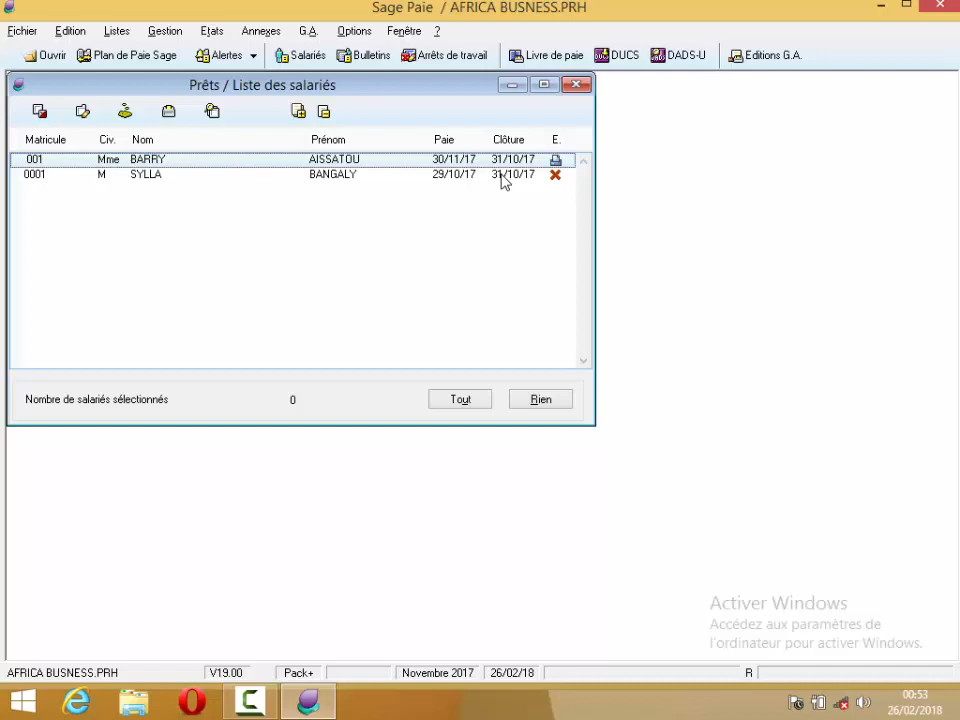 Sage Paie / AFRICA BUSNESS.PRH
Fichier Edition Listes Gestion Etats Annexes G.A. Options Fenêtre ?
Ouvrir Plan de Paie Sage Alertes Salariés Bulletins Arrêts de travail Livre de paie DUCS DADS-U Editions G.A.
Prêts / Liste des salariés
Matricule Civ. Nom Prénom Paie Clôture E.
001 Mme BARRY AISSATOU 30/11/17 31/10/17
0001 M SYLLA BANGALY 29/10/17 31/10/17
Nombre de salariés sélectionnés 0 Tout Rien
Activer Windows
Accédez aux paramètres de
l'ordinateur pour activer Windows.
AFRICA BUSNESS.PRH V19.00 Pack+ Novembre 2017 26/02/18 R
00:53
26/02/2018